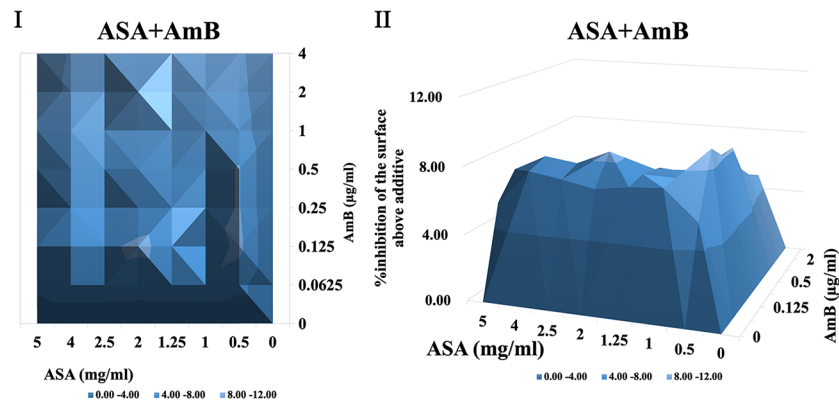 I
ASA+AmB
4
2
1
0.5
0.25
0.125
0.0625
0
AmB (µg/ml)
5 4 2.5 2 1.25 1 0.5 0
ASA (mg/ml)
0.00 -4.00 4.00 -8.00 8.00 -12.00
II
ASA+AmB
%inhibition of the surface
above additive
12.00
8.00
4.00
0.00
5 4 2.5 2 1.25 1 0.5 0
ASA (mg/ml)
2
0.5
0.125
0
AmB (µg/ml)
0.00 -4.00 4.00 -8.00 8.00 -12.00